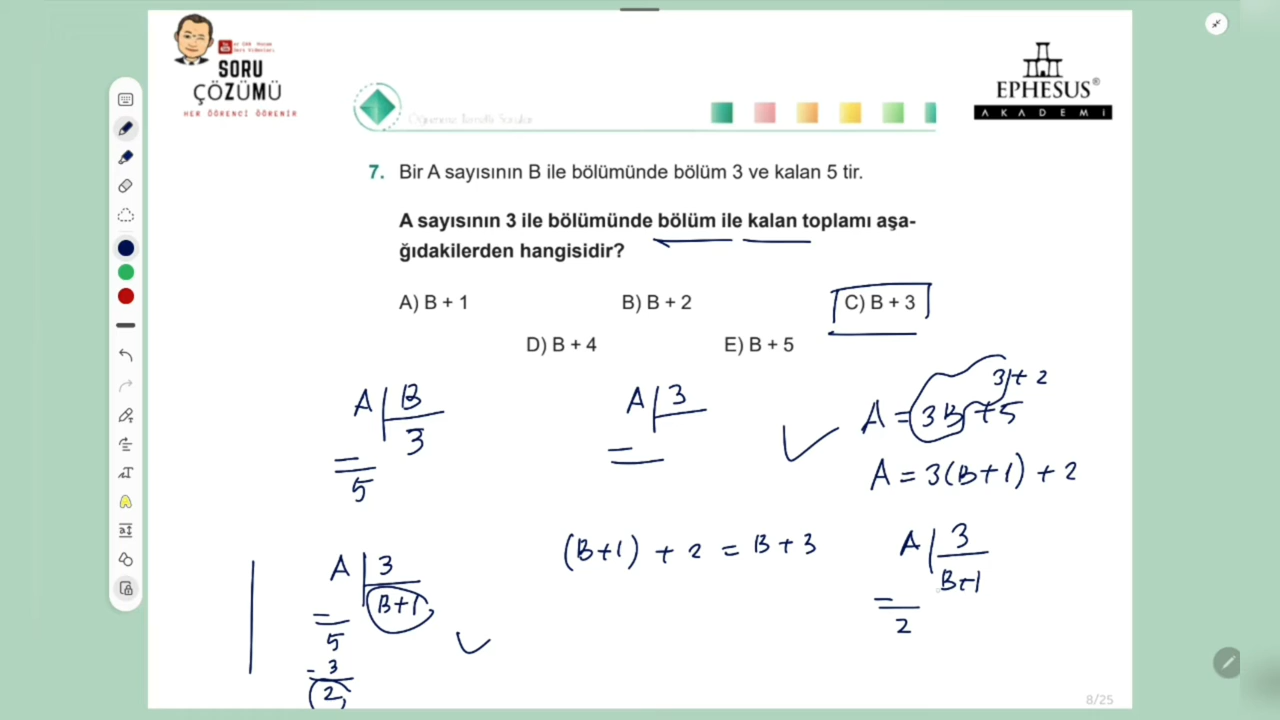 SORU
ÇÖZÜMÜ
HER ÖĞRENCİ ÖĞRENİR
EPHESUS®
AKADEMİ
7. Bir A sayısının B ile bölümünde bölüm 3 ve kalan 5 tir.
A sayısının 3 ile bölümünde bölüm ile kalan toplamı aşa-
ğıdakilerden hangisidir?
A) B + 1 B) B + 2 C) B + 3
D) B + 4 E) B + 5
A B
3
5
A 3
3 + 2
A = 3B + 5
A = 3(B+1) + 2
A 3
B+1
5
- 3
2
(B+1) + 2 = B + 3
A 3
B+1
2
8/25